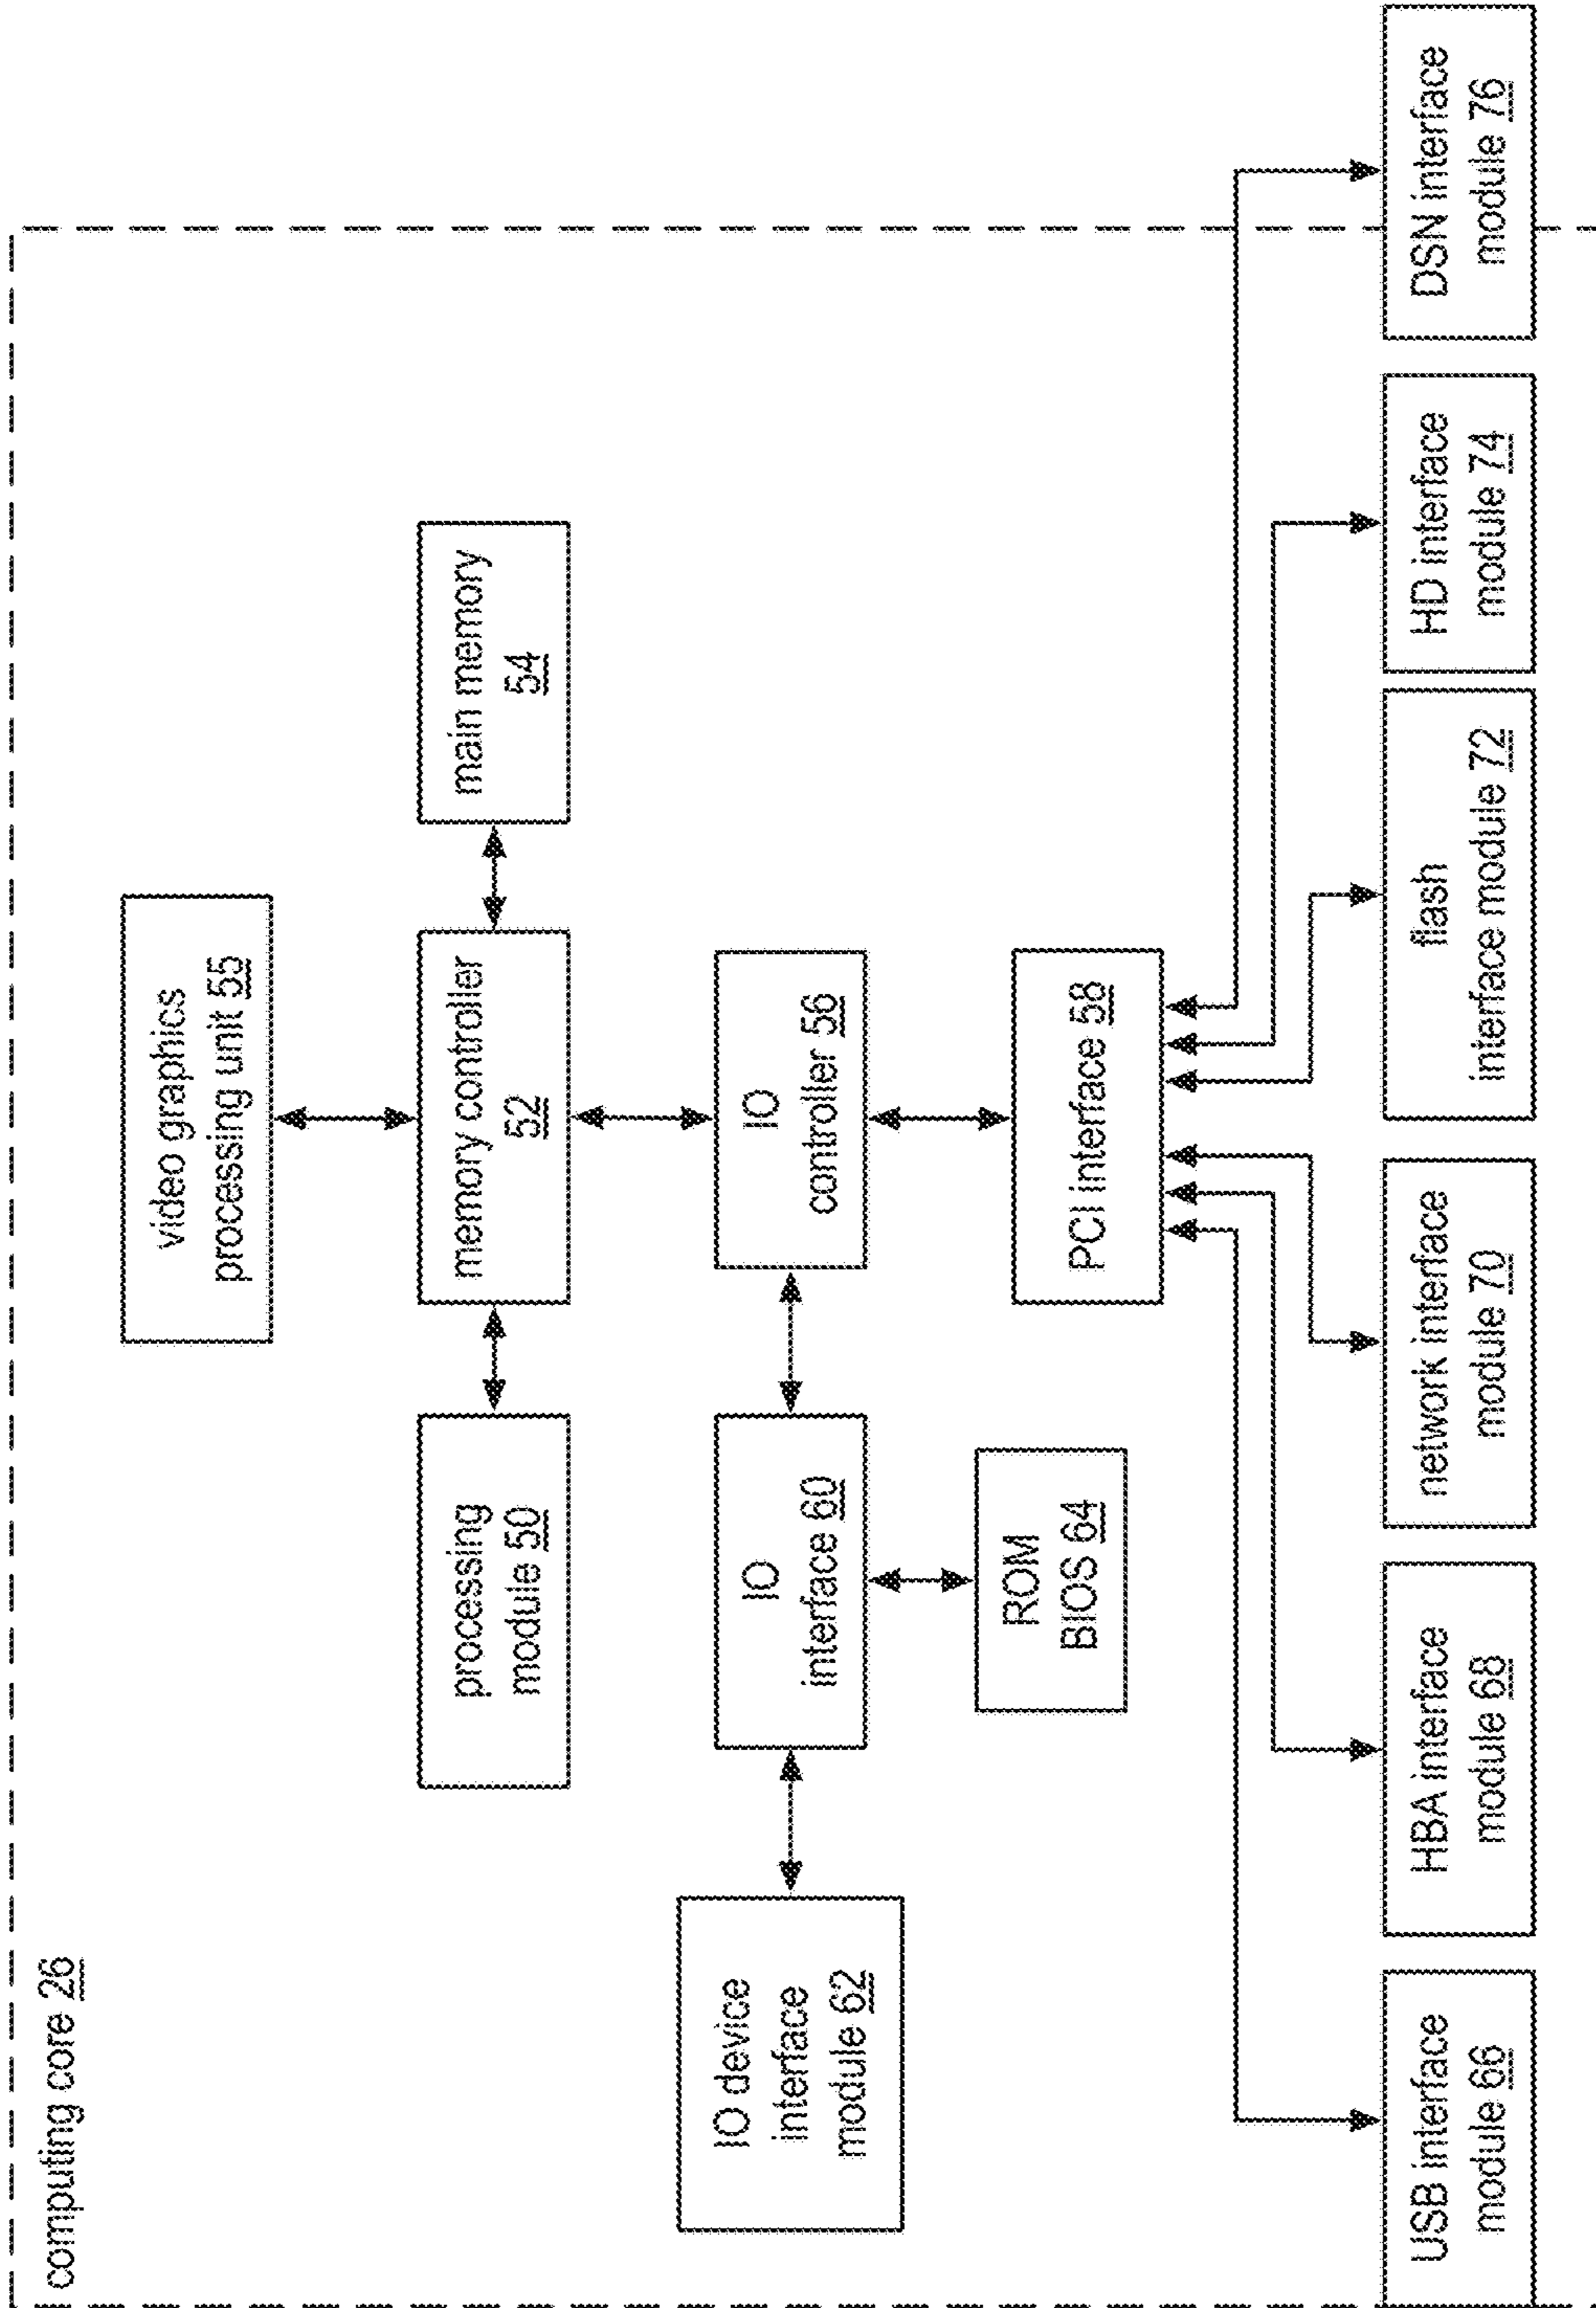 computing core 26
video graphics
processing unit 55
processing
module 50
memory controller
52
main memory
54
IO device
interface
module 62
IO
interface 60
IO
controller 56
ROM
BIOS 64
PCI interface 58
USB interface
module 66
HBA interface
module 68
network interface
module 70
flash
interface module 72
HD interface
module 74
DSN interface
module 76